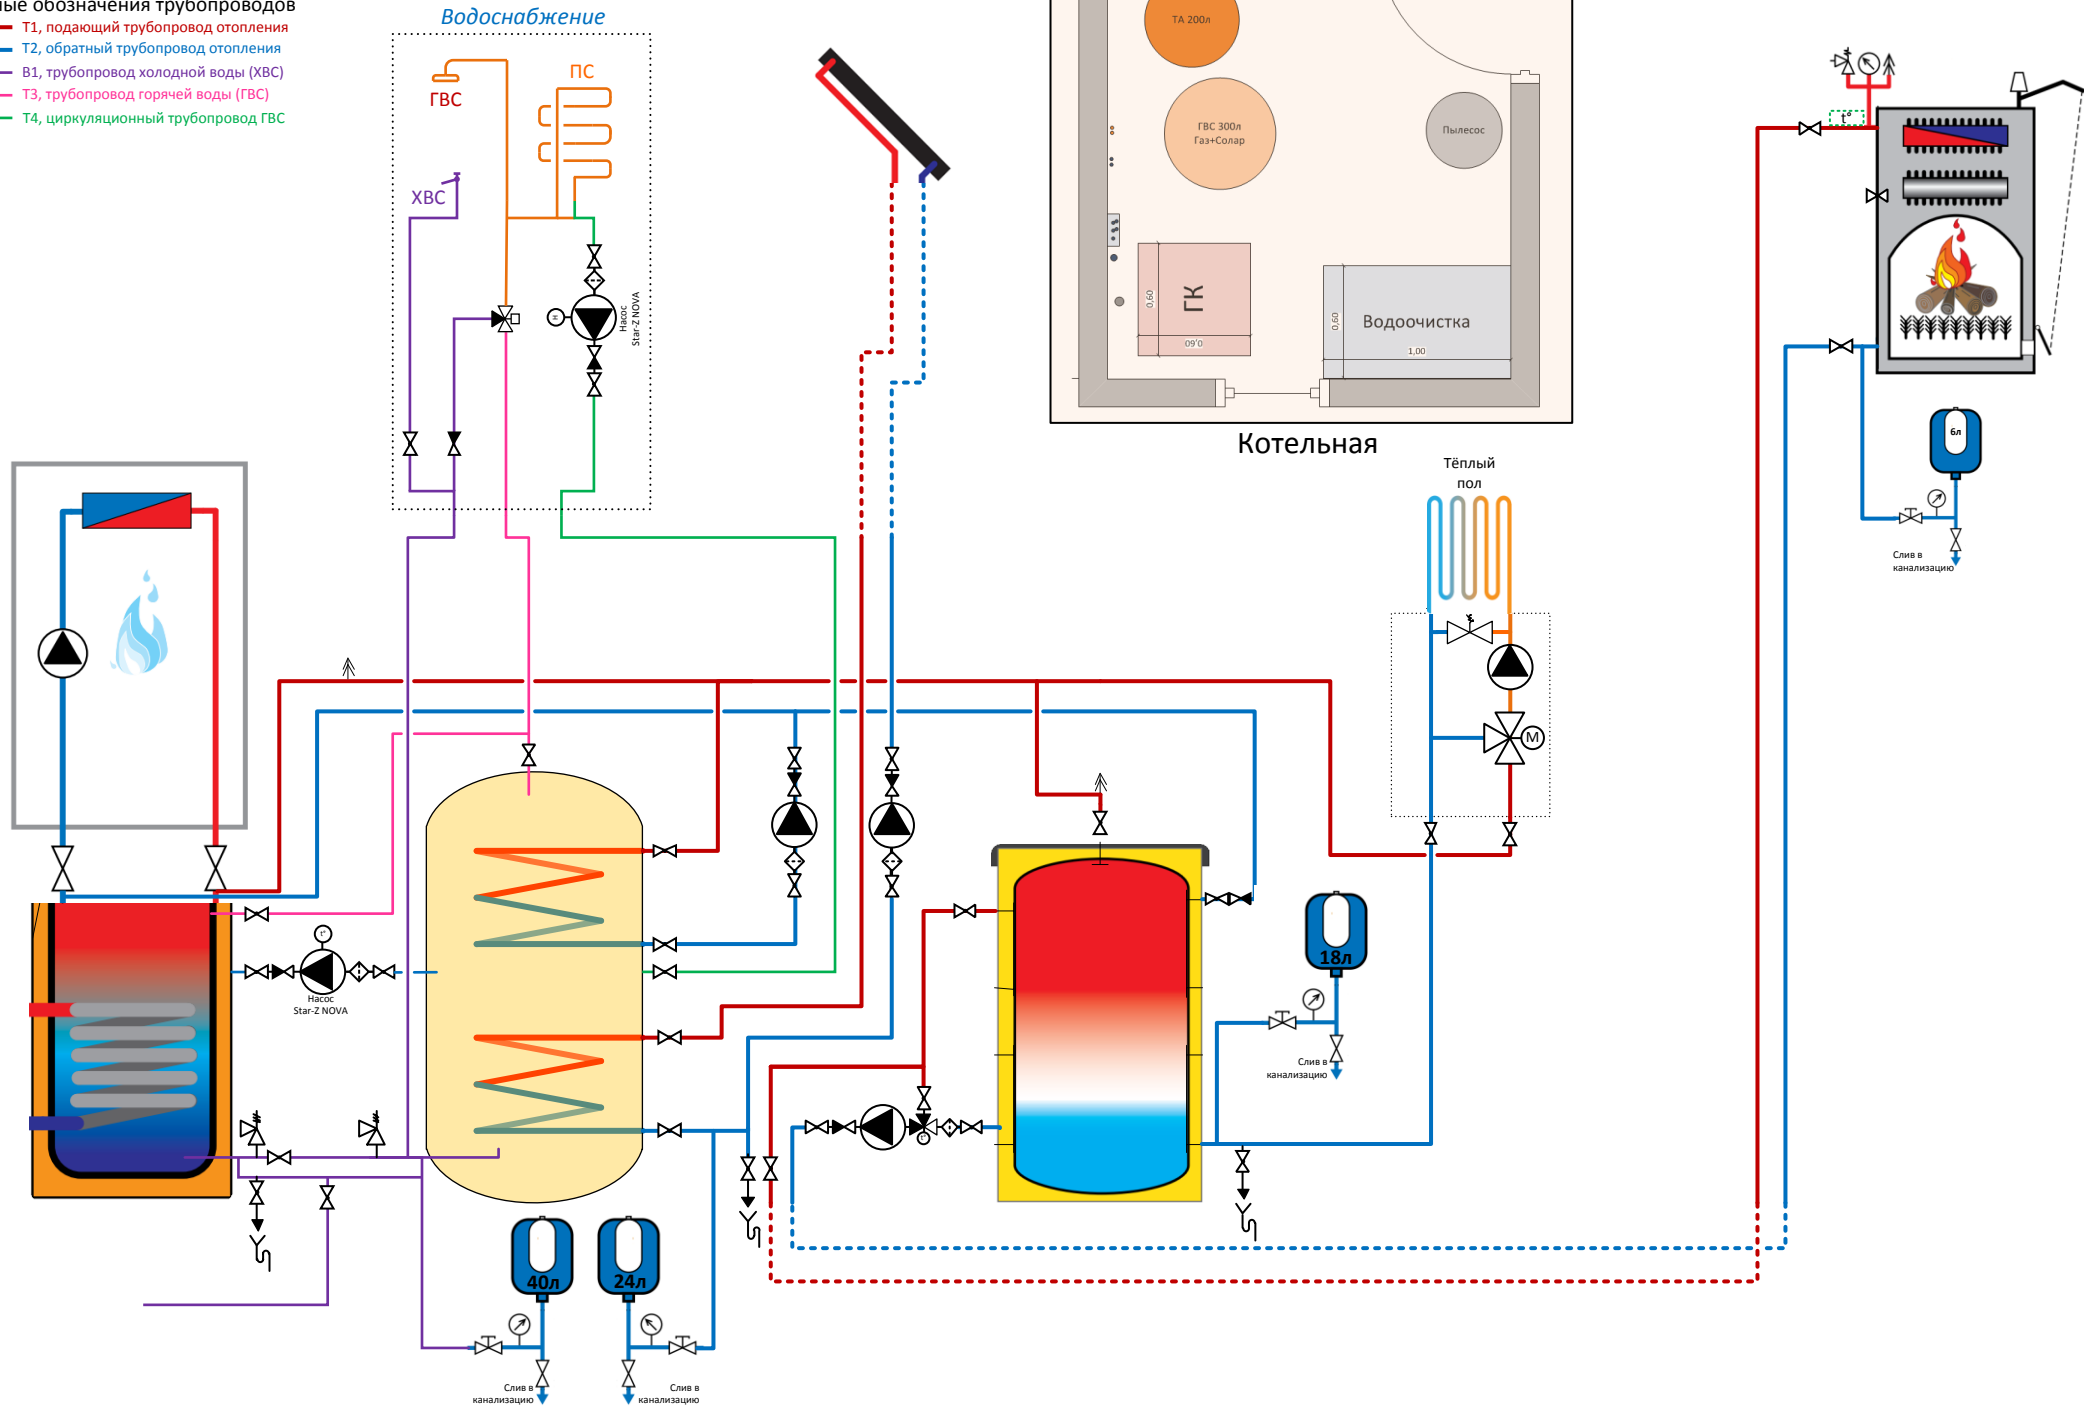 ные обозначения трубопроводов
Т1, подающий трубопровод отопления
Т2, обратный трубопровод отопления
В1, трубопровод холодной воды (ХВС)
Т3, трубопровод горячей воды (ГВС)
Т4, циркуляционный трубопровод ГВС
Водоснабжение
ГВС
ПС
ХВС
Н
Насос
Star-Z NOVA
ТА 200л
ГВС 300л
Газ+Солар
Пылесос
0,60
ГК
0,60
0,60
Водоочистка
1,00
Котельная
t°
6л
Слив в
канализацию
Тёплый
пол
М
t°
Насос
Star-Z NOVA
18л
Слив в
канализацию
t°
40л
24л
Слив в
канализацию
Слив в
канализацию